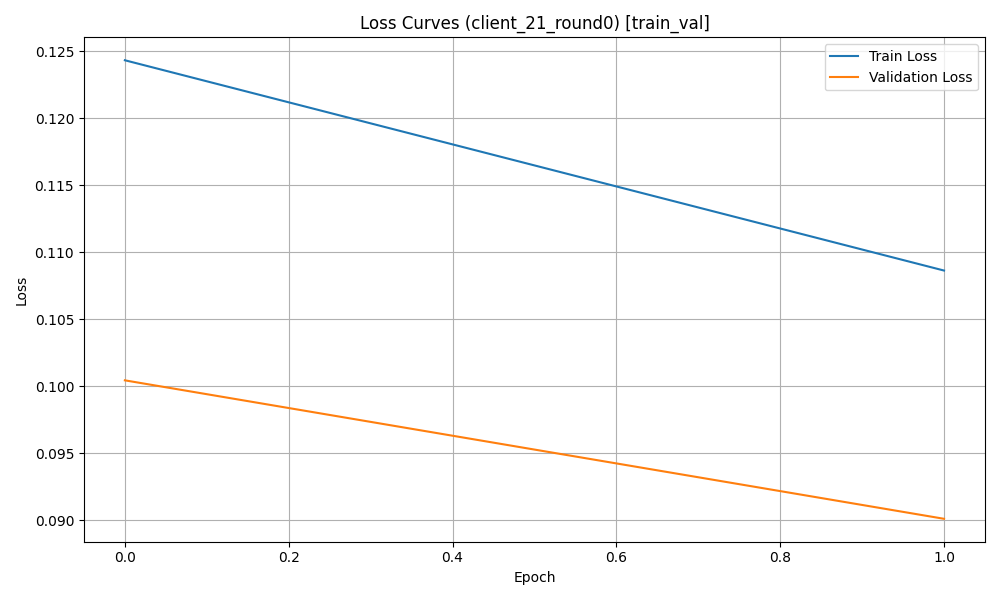 Loss Curves (client_21_round0) [train_val]
Train Loss
Validation Loss
0.125
0.120
0.115
0.110
0.105
0.100
0.095
0.090
Loss
0.0 0.2 0.4 0.6 0.8 1.0
Epoch